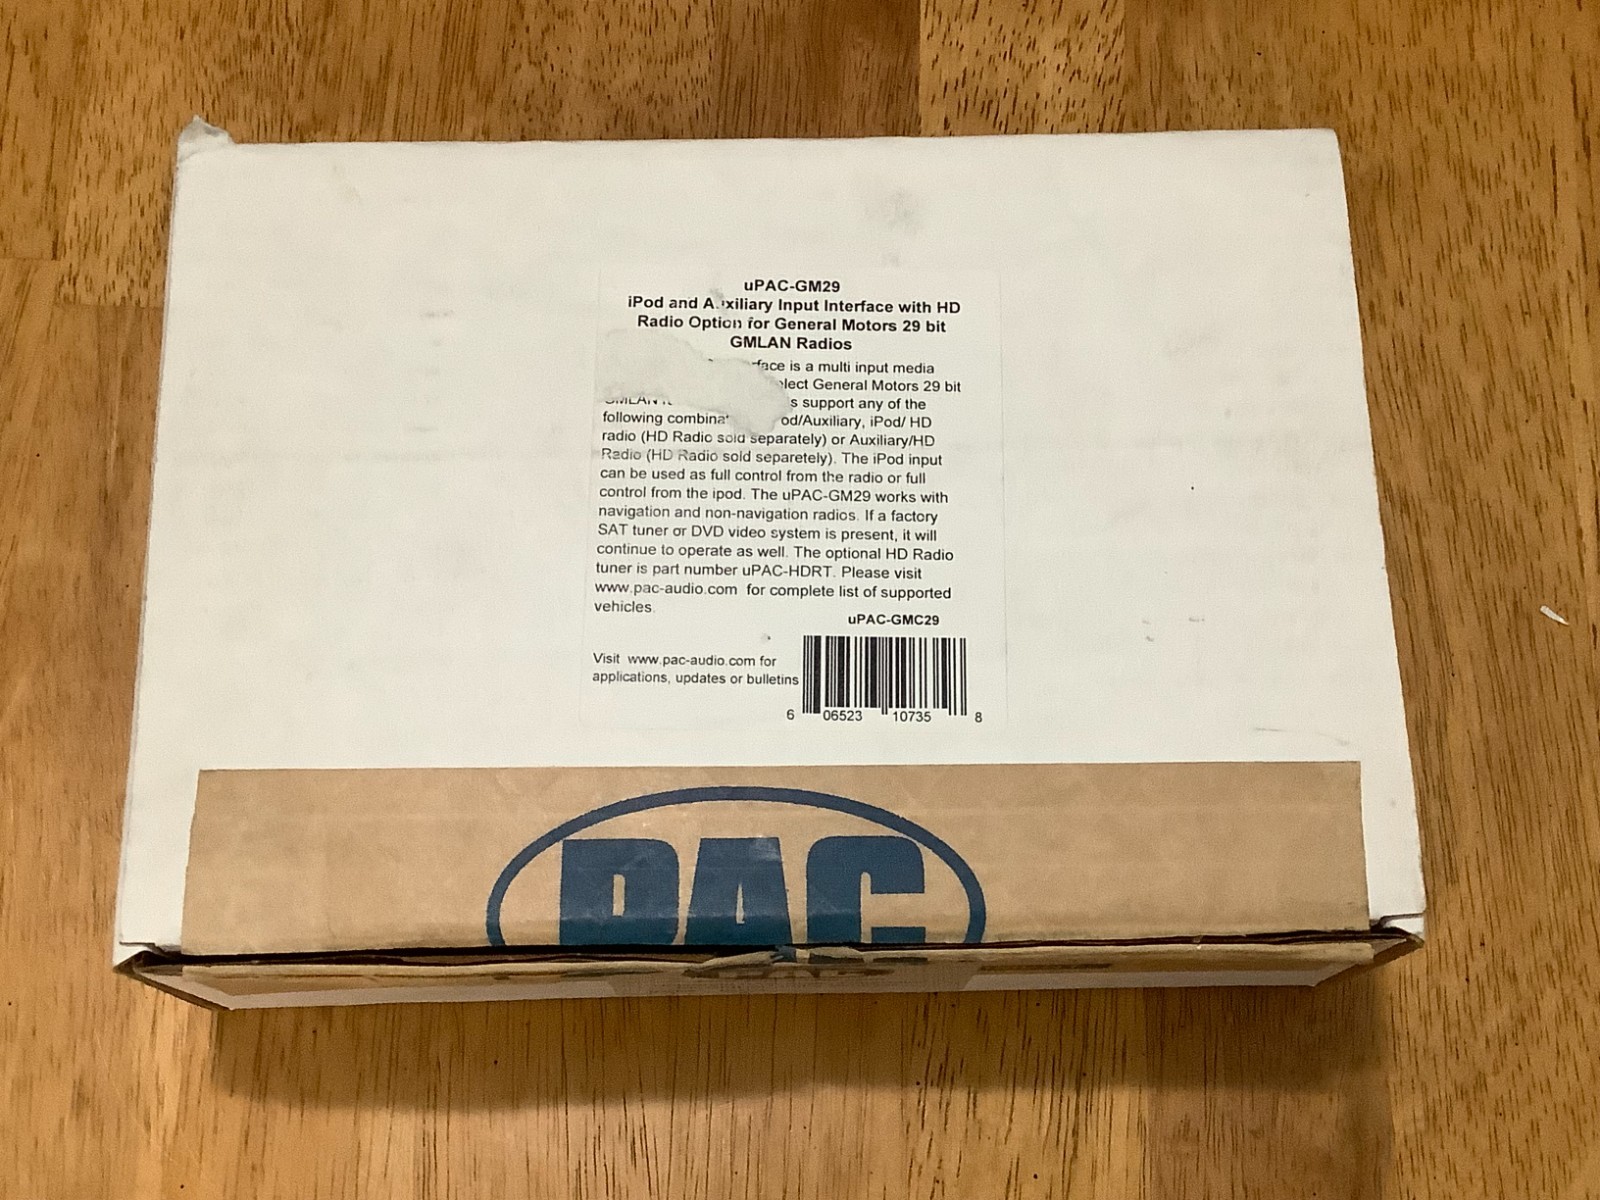 uPAC-GM29
iPod and Auxiliary Input Interface with HD
Radio Option for General Motors 29 bit
GMLAN Radios
is a multi input media
General Motors 29 bit
GMLAN support any of the
following iPod/Auxiliary, iPod/ HD
radio (HD Radio sold separately) or Auxiliary/HD
Radio (HD Radio sold seperetely). The iPod input
can be used as full control from the radio or full
control from the ipod. The uPAC-GM29 works with
navigation and non-navigation radios. If a factory
SAT tuner or DVD video system is present, it will
continue to operate as well. The optional HD Radio
tuner is part number uPAC-HDRT. Please visit
www.pac-audio.com for complete list of supported
vehicles.
uPAC-GMC29
Visit www.pac-audio.com for
applications, updates or bulletins
6 06523 10735 8
PAC